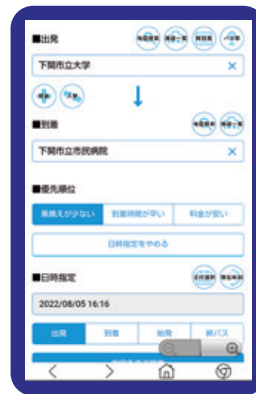 ■出発
下関市立大学
■到着
下関市立市民病院
■優先順位
乗換えが少ない 到着時間が早い 料金が安い
日時指定をやめる
■日時指定
2022/08/05 16:16
出発 到着 始発 終バス